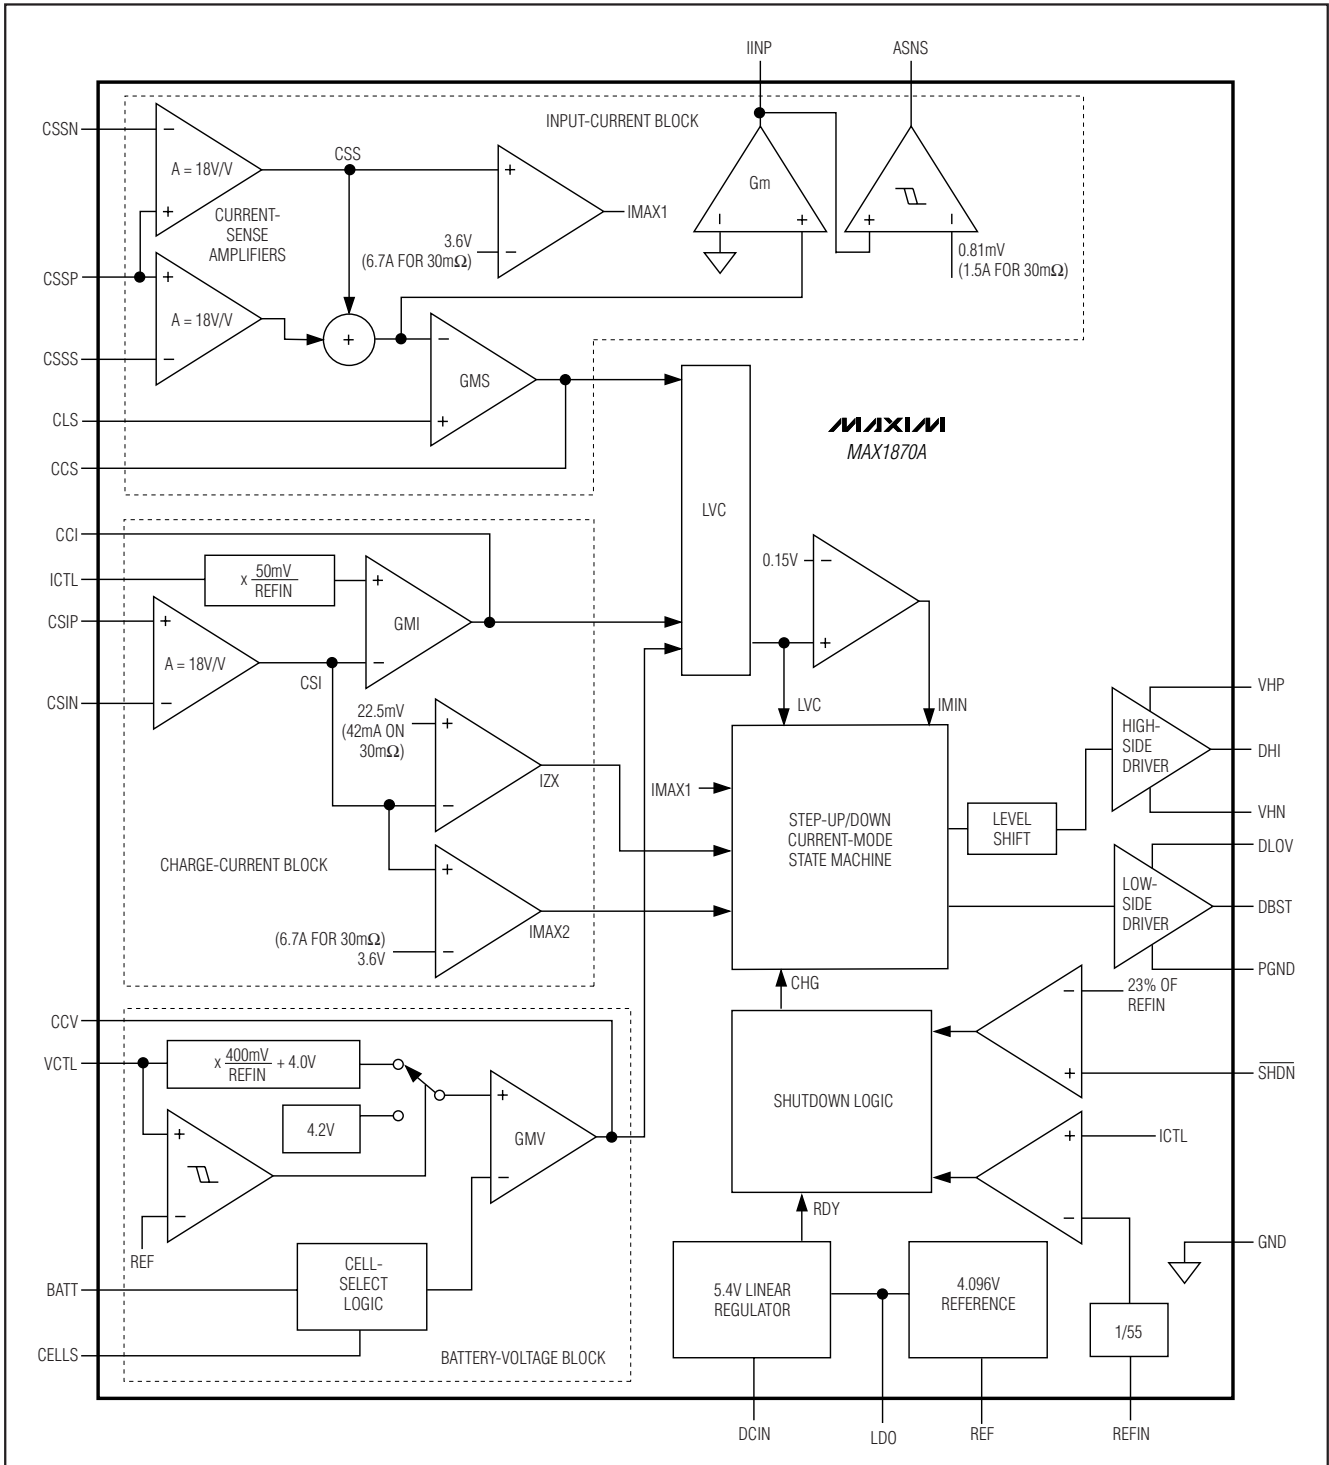 IINP
ASNS
INPUT-CURRENT BLOCK
CSSN
−
A = 18V/V
+
CSS
+
−
IMAX1
3.6V
(6.7A FOR 30mΩ)
CURRENT-
SENSE
AMPLIFIERS
Gm
−
+
+
−
0.81mV
(1.5A FOR 30mΩ)
CSSP
+
A = 18V/V
−
CSSS
+
−
GMS
+
CLS
CCS
MAXIM
MAX1870A
LVC
CCI
ICTL
x 50mV
REFIN
+
GMI
−
CSIP
+
A = 18V/V
−
CSIN
CSI
0.15V
−
+
LVC
IMIN
22.5mV
(42mA ON
30mΩ)
+
−
IZX
IMAX1
STEP-UP/DOWN
CURRENT-MODE
STATE MACHINE
LEVEL
SHIFT
HIGH-
SIDE
DRIVER
VHP
DHI
VHN
DLOV
LOW-
SIDE
DRIVER
DBST
PGND
CHARGE-CURRENT BLOCK
+
−
IMAX2
(6.7A FOR 30mΩ)
3.6V
CHG
−
23% OF
REFIN
+
SHDN
SHUTDOWN LOGIC
+
ICTL
−
RDY
CCV
VCTL
x 400mV
REFIN
+ 4.0V
4.2V
+
GMV
−
+
−
REF
CELL-
SELECT
LOGIC
BATT
CELLS
BATTERY-VOLTAGE BLOCK
5.4V LINEAR
REGULATOR
4.096V
REFERENCE
1/55
GND
DCIN
LDO
REF
REFIN